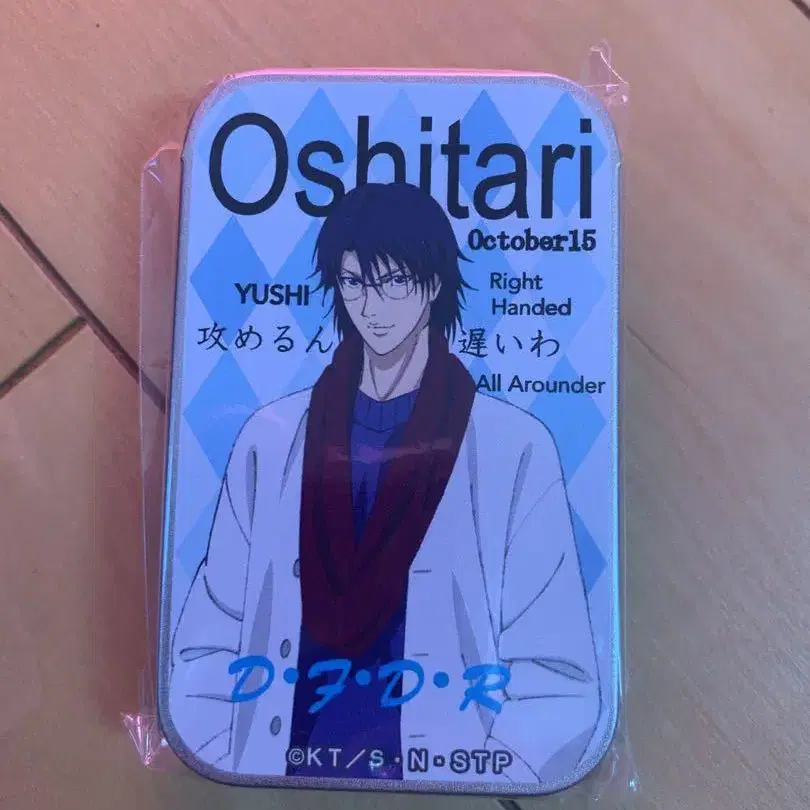 Oshitari
October15
YUSHI
Right
Handed
攻めるん 遅いわ
All Arounder
D•F•D•R
©KT/S・N・STP